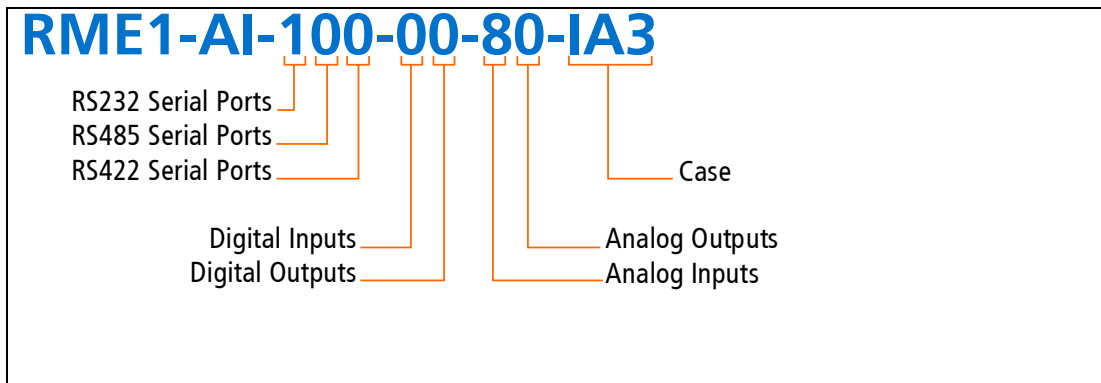 RME1-AI-100-00-80-IA3
RS232 Serial Ports
RS485 Serial Ports
RS422 Serial Ports
Case
Digital Inputs
Analog Outputs
Digital Outputs
Analog Inputs